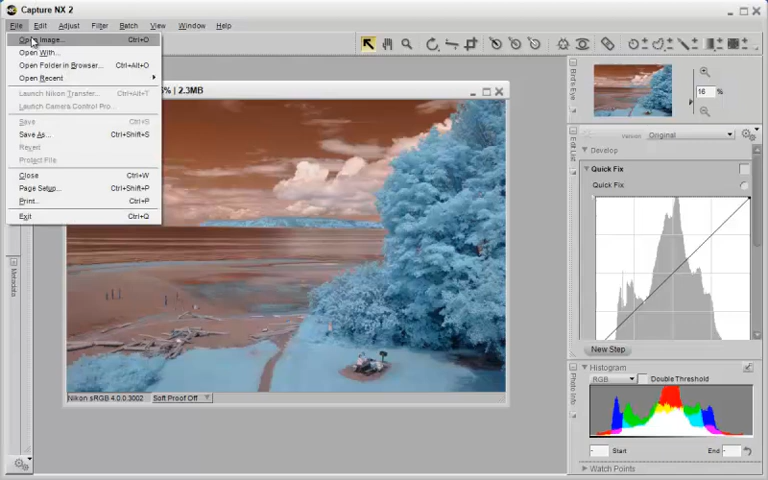 Capture NX 2
File Edit Adjust Filter Batch View Window Help
Open Image... Ctrl+O
Open With...
Open Folder in Browser... Ctrl+Alt+O
Open Recent
Launch Nikon Transfer... Ctrl+Alt+T
Launch Camera Control Pro...
Save Ctrl+S
Save As... Ctrl+Shift+S
Revert
Protect File
Close Ctrl+W
Page Setup... Ctrl+Shift+P
Print... Ctrl+P
Exit Ctrl+Q
% | 2.3MB
Nikon sRGB 4.0.0.3002 Soft Proof Off
Metadata
Bird's Eye
16 %
Edit List
Version Original
Develop
Quick Fix
Quick Fix
New Step
Photo Info
Histogram
RGB Double Threshold
- Start End -
Watch Points